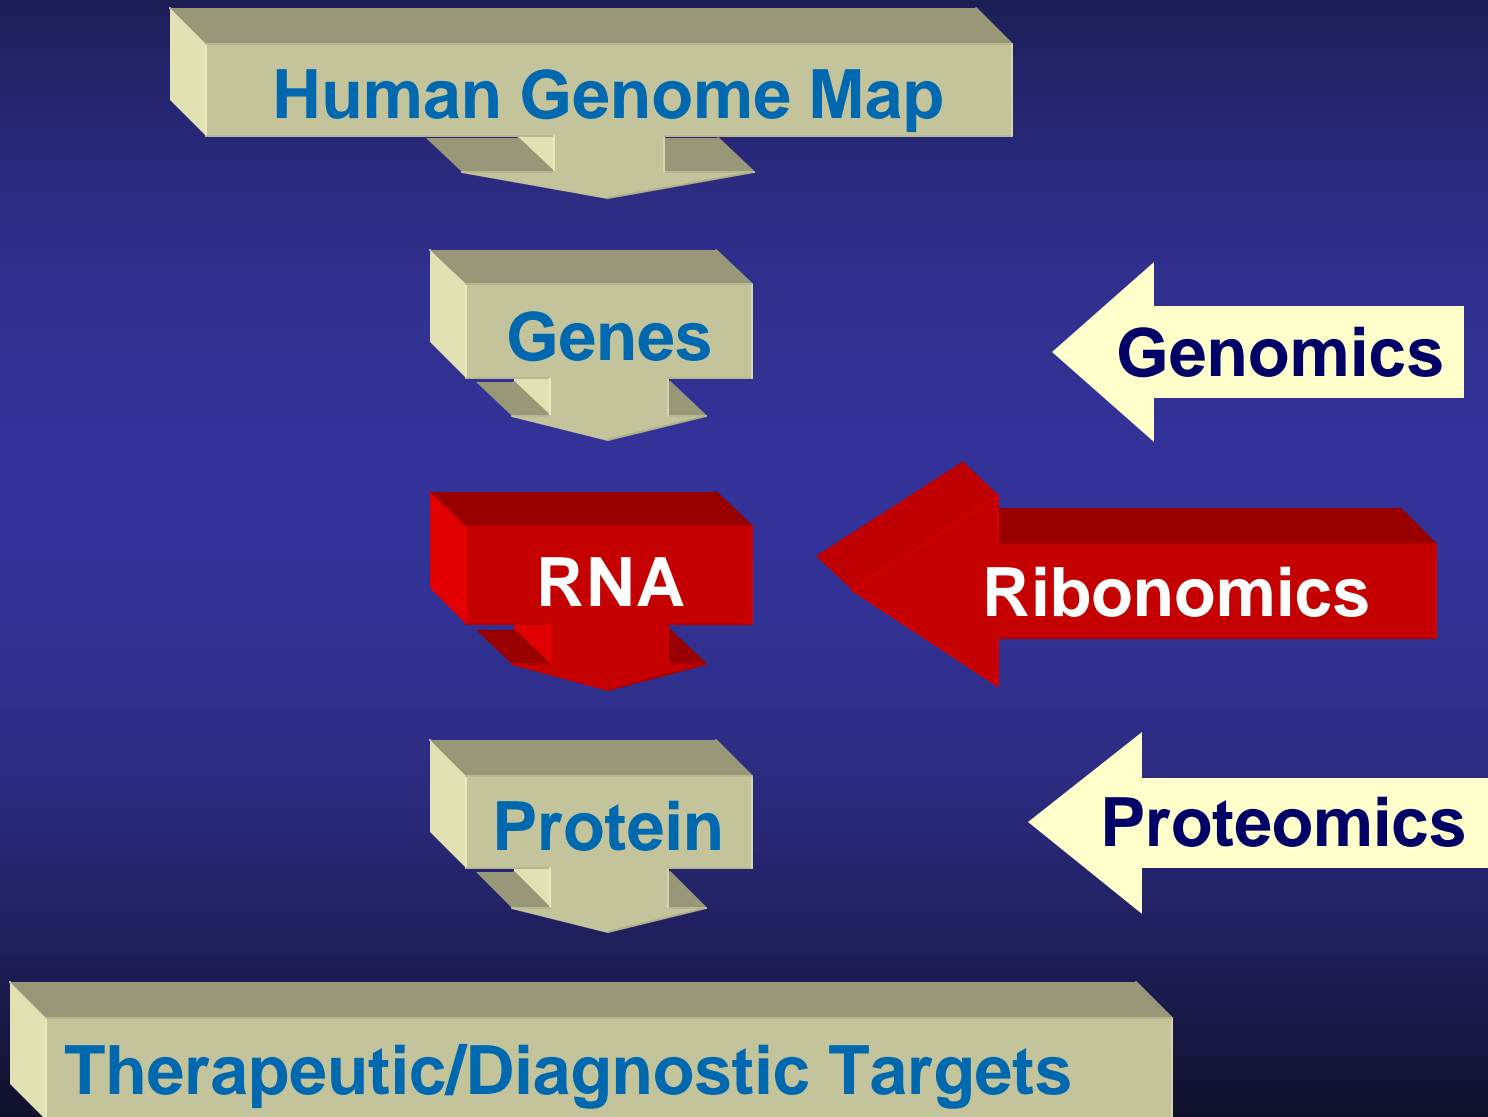 Human Genome Map
Genes
Genomics
RNA
Ribonomics
Protein
Proteomics
Therapeutic/Diagnostic Targets